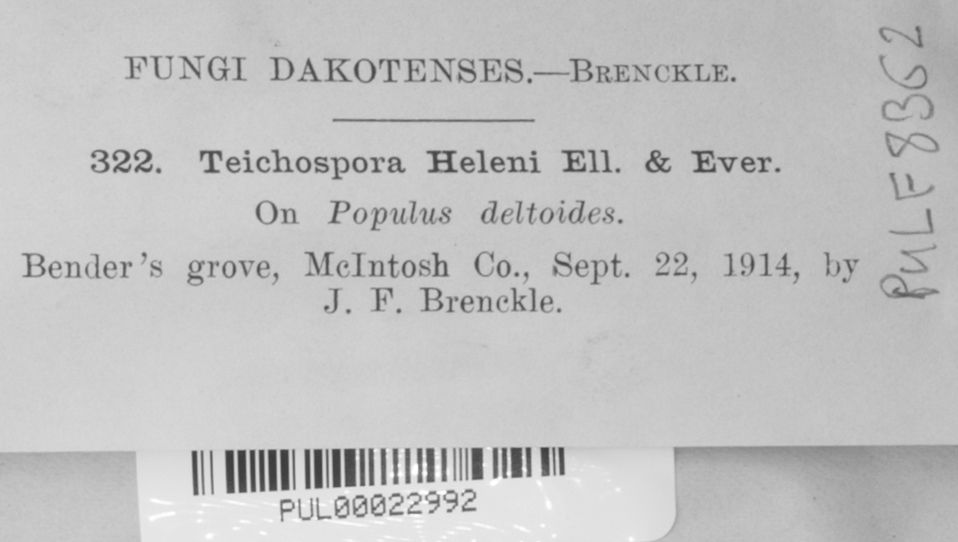 FUNGI DAKOTENSES.—BRENCKLE.
322. Teichospora Heleni Ell. & Ever.
On Populus deltoides.
Bender's grove, McIntosh Co., Sept. 22, 1914, by
J. F. Brenckle.
PUL F 8362
PUL00022992